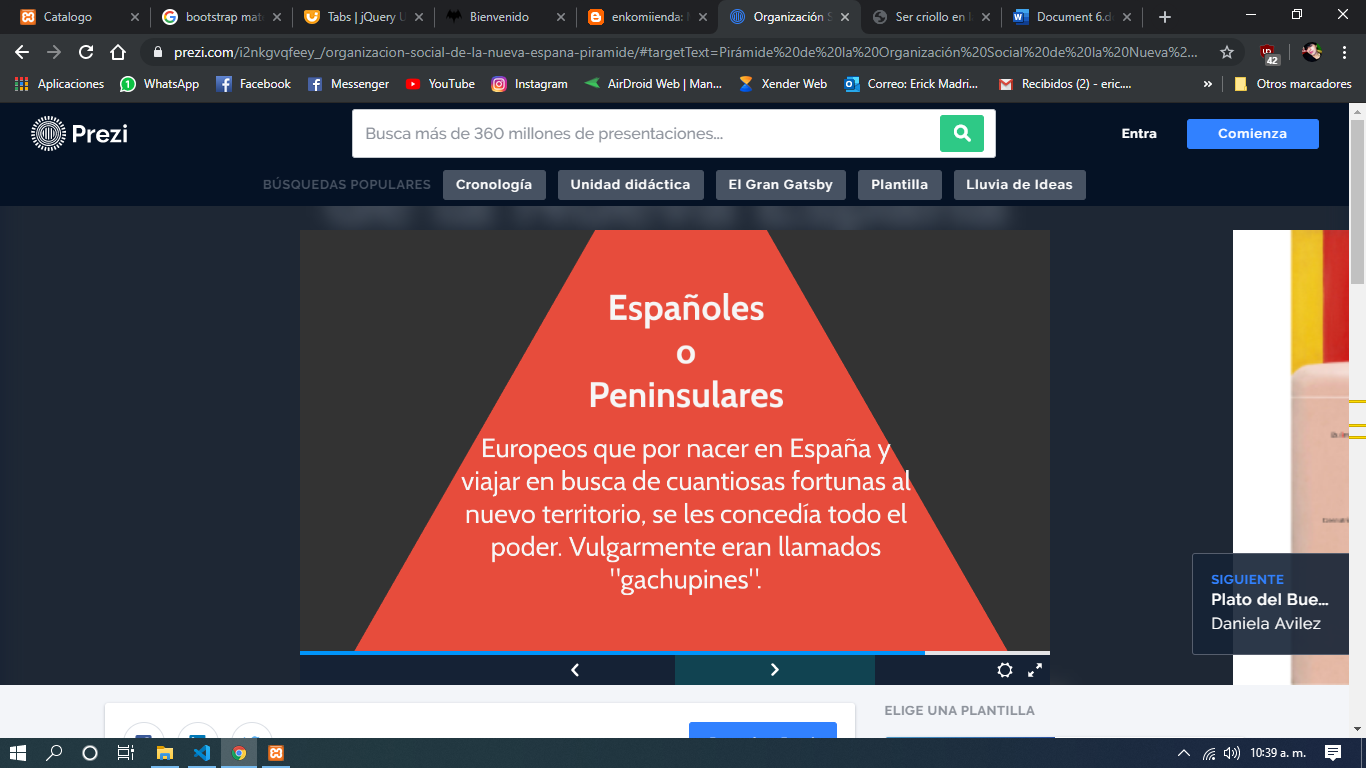 Catalogo
bootstrap mat
Tabs | jQuery U
Bienvenido
enkomiienda: M
Organización S
Ser criollo en l
Document 6.d
prezi.com/i2nkgvqfeey_/organizacion-social-de-la-nueva-espana-piramide/#targetText=Pirámide%20de%20la%20Organización%20Social%20de%20la%20Nueva%2...
42
Aplicaciones
WhatsApp
Facebook
Messenger
YouTube
Instagram
AirDroid Web | Man...
Xender Web
Correo: Erick Madri...
Recibidos (2) - eric....
»
Otros marcadores
Prezi
Busca más de 360 millones de presentaciones...
Entra
Comienza
BÚSQUEDAS POPULARES
Cronología
Unidad didáctica
El Gran Gatsby
Plantilla
Lluvia de Ideas
Españoles
o
Peninsulares
Europeos que por nacer en España y
viajar en busca de cuantiosas fortunas al
nuevo territorio, se les concedía todo el
poder. Vulgarmente eran llamados
"gachupines".
SIGUIENTE
Plato del Bue...
Daniela Avilez
ELIGE UNA PLANTILLA
10:39 a. m.